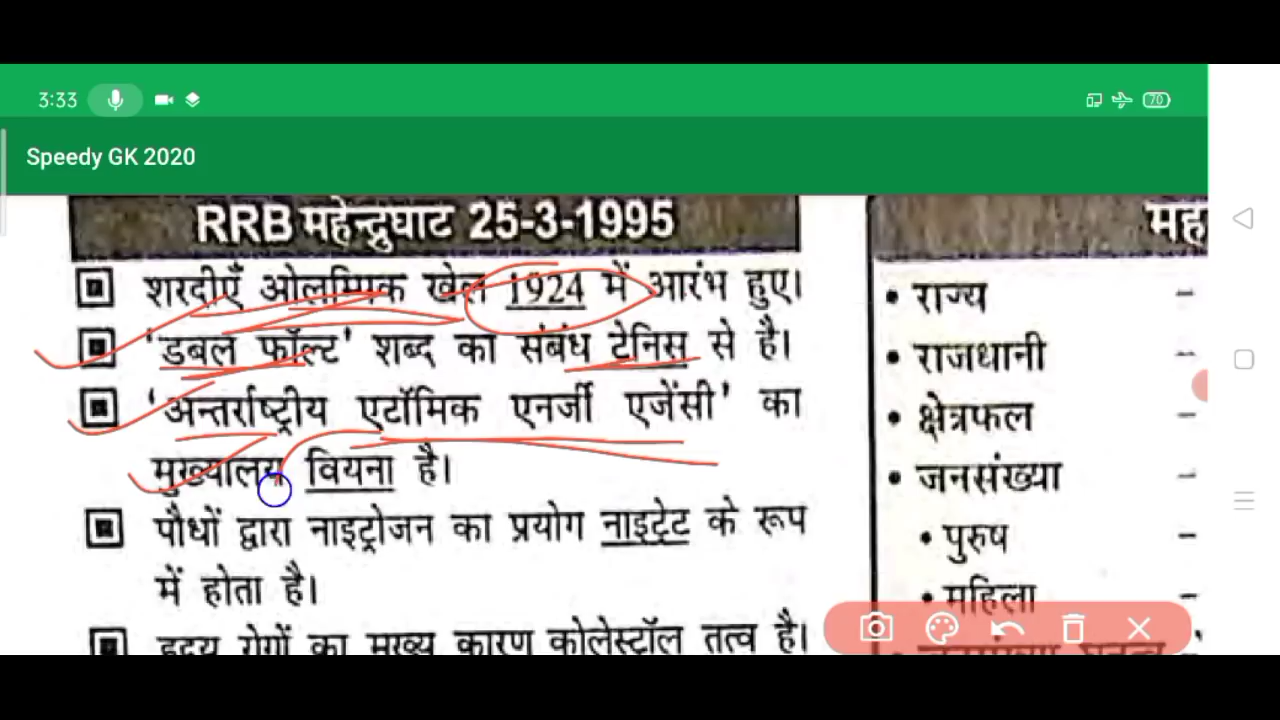 3:33
70
Speedy GK 2020
RRB महेन्द्रुघाट 25-3-1995
शरदीएँ ओलम्पिक खेल 1924 में आरंभ हुए।
'डबल फॉल्ट' शब्द का संबंध टेनिस से है।
'अन्तर्राष्ट्रीय एटॉमिक एनर्जी एजेंसी' का
मुख्यालय वियना है।
पौधों द्वारा नाइट्रोजन का प्रयोग नाइट्रेट के रूप
में होता है।
हृदय रोगों का मुख्य कारण कोलेस्ट्रॉल तत्व है।
• राज्य –
• राजधानी –
• क्षेत्रफल –
• जनसंख्या –
• पुरुष –
• महिला –